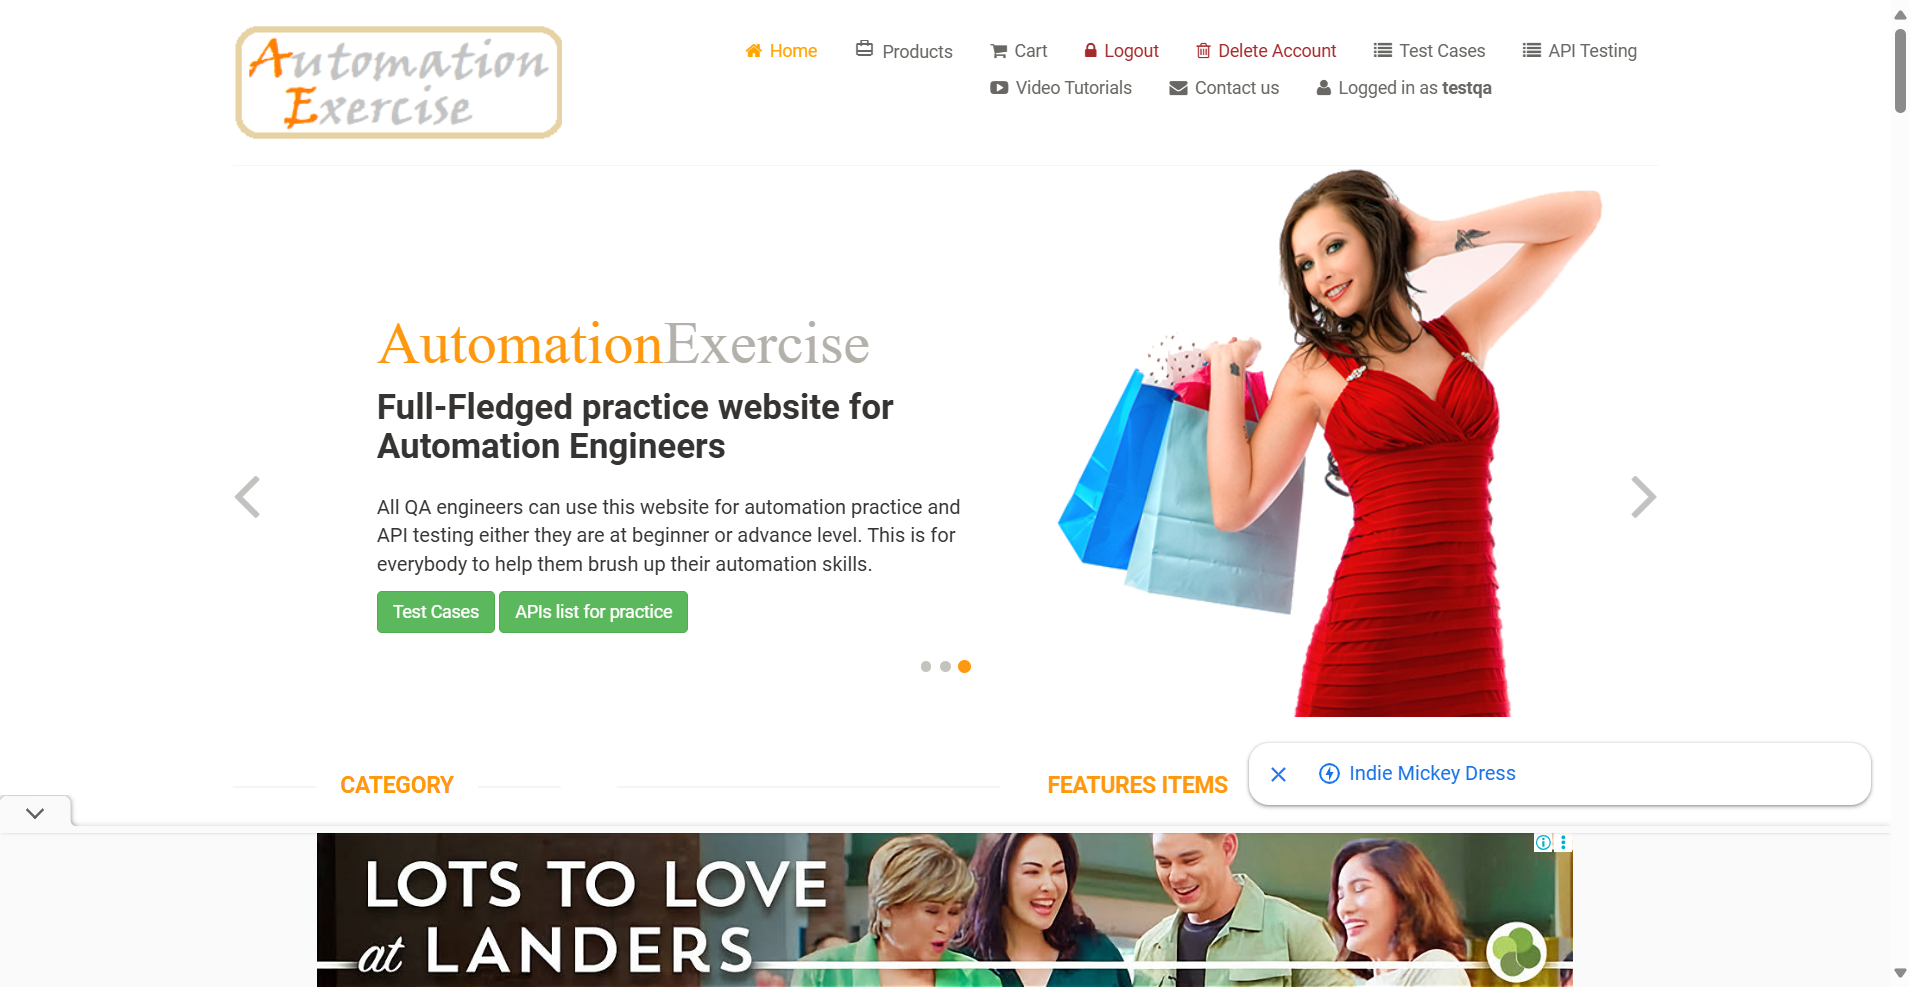 Automation
Exercise
Home
Products
Cart
Logout
Delete Account
Test Cases
API Testing
Video Tutorials
Contact us
Logged in as testqa
AutomationExercise
Full-Fledged practice website for
Automation Engineers
All QA engineers can use this website for automation practice and
API testing either they are at beginner or advance level. This is for
everybody to help them brush up their automation skills.
Test Cases
APIs list for practice
CATEGORY
FEATURES ITEMS
Indie Mickey Dress
LOTS TO LOVE
at LANDERS